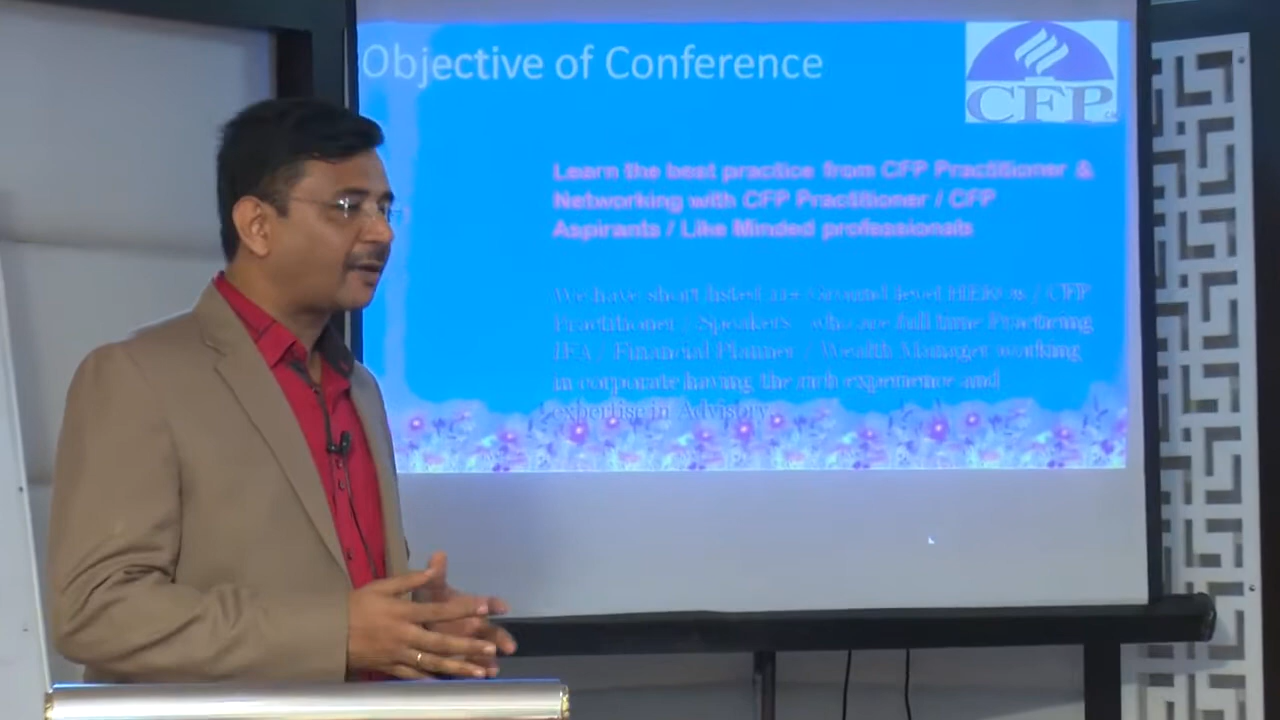 Objective of Conference
CFP
Learn the best practice from CFP Practitioner &
Networking with CFP Practitioner / CFP
Aspirants / Like Minded professionals
We have short listed Ground level HEROs / CFP
Practitioner / Speakers who are full time Practicing
IFA / Financial Planner / Wealth Manager working
in corporate having the rich experience and
expertise in Advisory